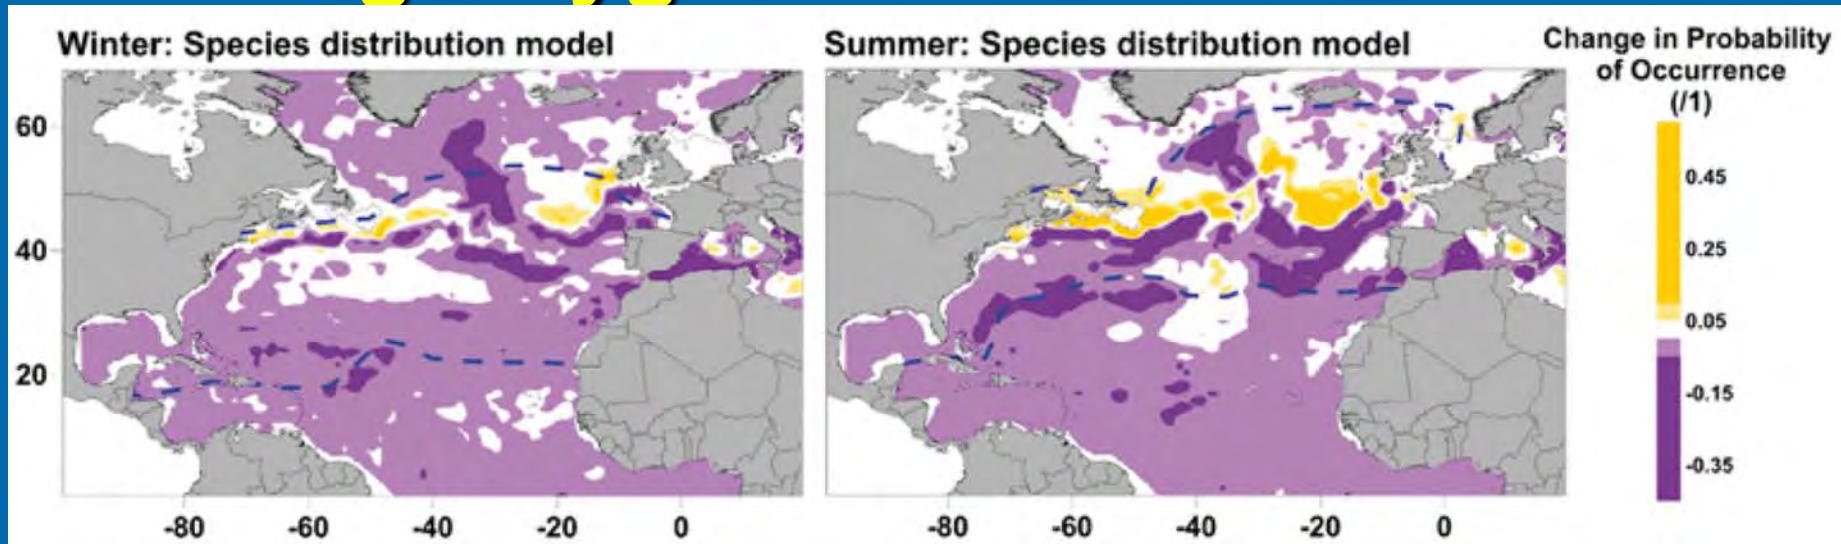 Winter: Species distribution model
Summer: Species distribution model
Change in Probability
of Occurrence
(/1)
60
40
20
-80 -60 -40 -20 0
-80 -60 -40 -20 0
0.45
0.25
0.05
-0.15
-0.35